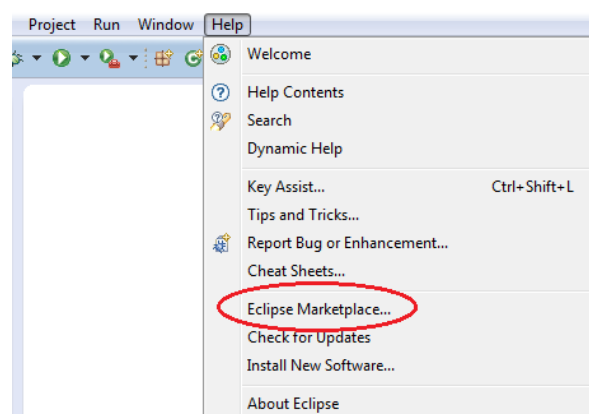 Project Run Window Help
Welcome
Help Contents
Search
Dynamic Help
Key Assist... Ctrl+Shift+L
Tips and Tricks...
Report Bug or Enhancement...
Cheat Sheets...
Eclipse Marketplace...
Check for Updates
Install New Software...
About Eclipse